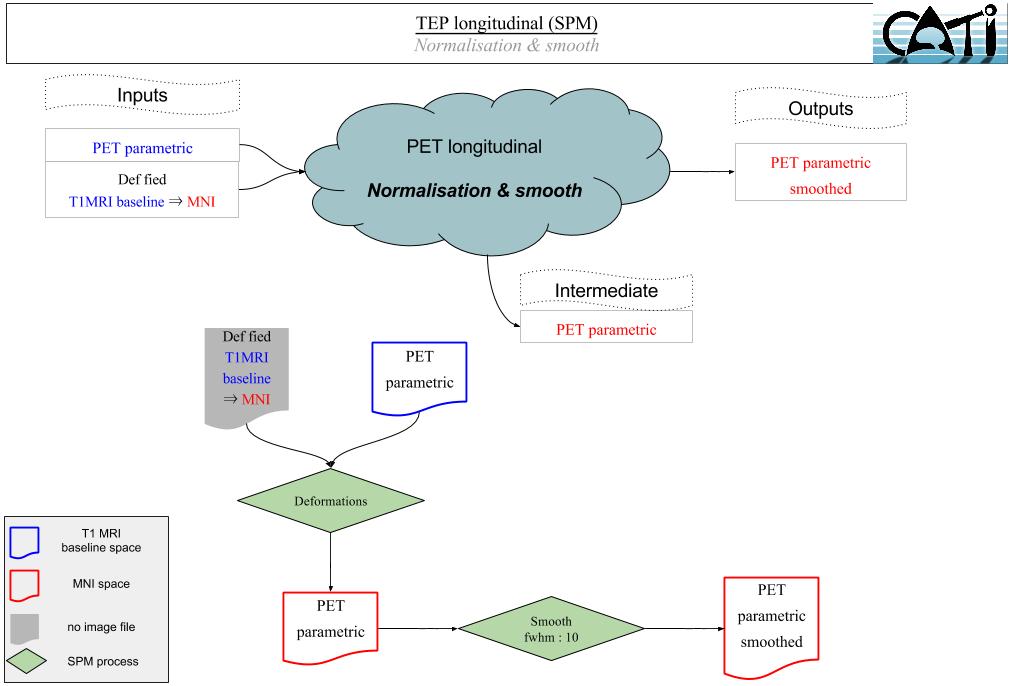 TEP longitudinal (SPM)
Normalisation & smooth
CATi
Inputs
PET parametric
Def fied
T1MRI baseline ⇒ MNI
PET longitudinal
Normalisation & smooth
Outputs
PET parametric
smoothed
Intermediate
PET parametric
Def fied
T1MRI
baseline
⇒ MNI
PET
parametric
Deformations
PET
parametric
Smooth
fwhm : 10
PET
parametric
smoothed
T1 MRI
baseline space
MNI space
no image file
SPM process